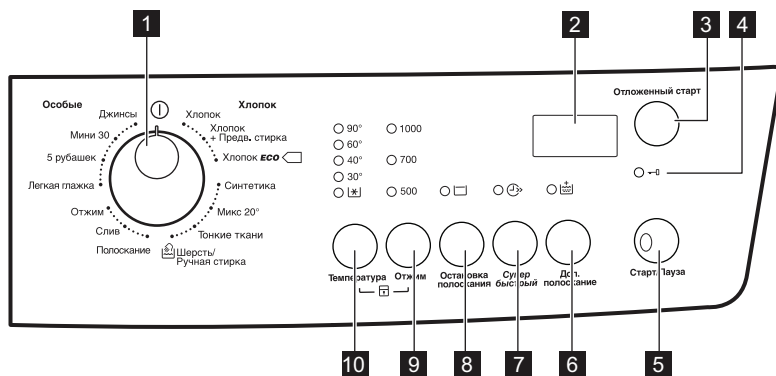 1
2
3
4
Особые
Хлопок
Отложенный старт
Джинсы
Хлопок
Мини 30
Хлопок
+ Предв. стирка
5 рубашек
Хлопок ECO
Легкая глажка
Синтетика
Отжим
Микс 20°
Слив
Тонкие ткани
Полоскание
Шерсть/
Ручная стирка
90°
1000
60°
40°
700
30°
500
Температура
Отжим
Остановка
полоскания
Супер
быстрый
Доп.
полоскание
Старт/Пауза
10
9
8
7
6
5